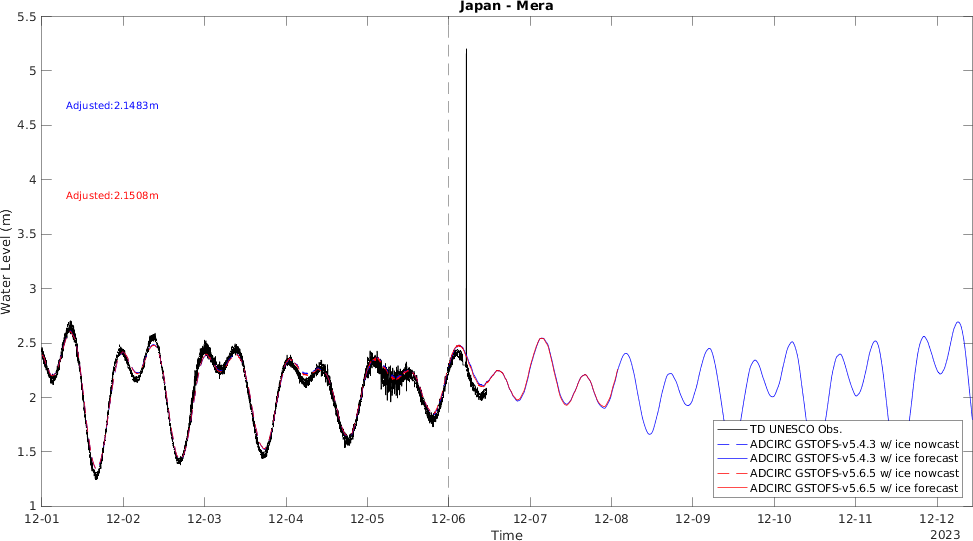 Japan - Mera
5.5
5
4.5
4
3.5
3
2.5
2
1.5
1
Water Level (m)
Adjusted:2.1483m
Adjusted:2.1508m
TD UNESCO Obs.
ADCIRC GSTOFS-v5.4.3 w/ ice nowcast
ADCIRC GSTOFS-v5.4.3 w/ ice forecast
ADCIRC GSTOFS-v5.6.5 w/ ice nowcast
ADCIRC GSTOFS-v5.6.5 w/ ice forecast
12-01 12-02 12-03 12-04 12-05 12-06 12-07 12-08 12-09 12-10 12-11 12-12
2023
Time